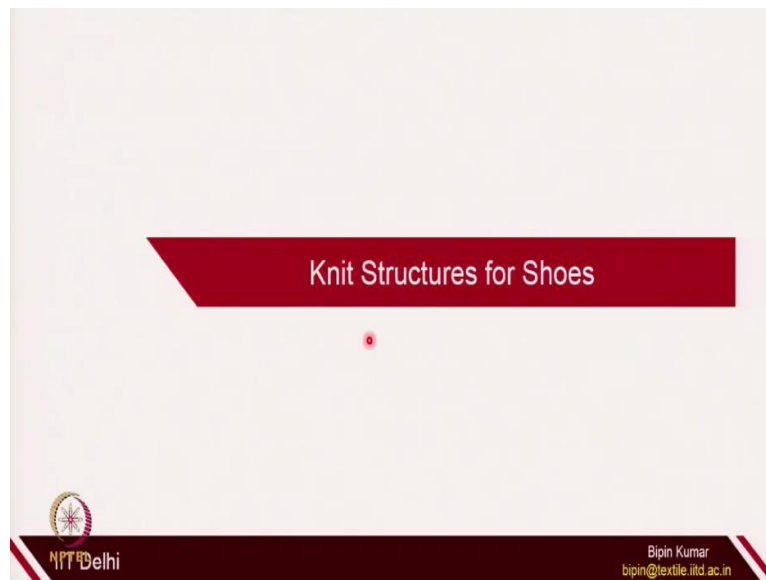 Knit Structures for Shoes
NPTEL
IIT Delhi
Bipin Kumar
bipin@textile.iitd.ac.in